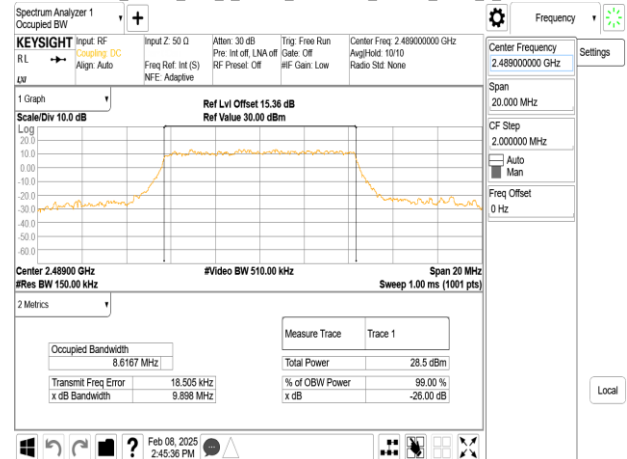 Spectrum Analyzer 1
Occupied BW
Frequency
KEYSIGHT
RL
LXI
Input: RF
Coupling: DC
Align: Auto
Input Z: 50 Ω
Freq Ref: Int (S)
NFE: Adaptive
Atten: 30 dB
Pre: Int off, LNA off
RF Presel: Off
Trig: Free Run
Gate: Off
#IF Gain: Low
Center Freq: 2.489000000 GHz
Avg|Hold: 10/10
Radio Std: None
Center Frequency
2.489000000 GHz
Settings
Span
20.000 MHz
CF Step
2.000000 MHz
Auto
Man
Freq Offset
0 Hz
Local
1 Graph
Scale/Div 10.0 dB
Ref Lvl Offset 15.36 dB
Ref Value 30.00 dBm
Log
20.0
10.0
0.00
-10.0
-20.0
-30.0
-40.0
-50.0
-60.0
Center 2.48900 GHz
#Video BW 510.00 kHz
Span 20 MHz
#Res BW 150.00 kHz
Sweep 1.00 ms (1001 pts)
2 Metrics
Measure Trace
Trace 1
Occupied Bandwidth
8.6167 MHz
Total Power
28.5 dBm
Transmit Freq Error
18.505 kHz
% of OBW Power
99.00 %
x dB Bandwidth
9.898 MHz
x dB
-26.00 dB
?
Feb 08, 2025
2:45:36 PM